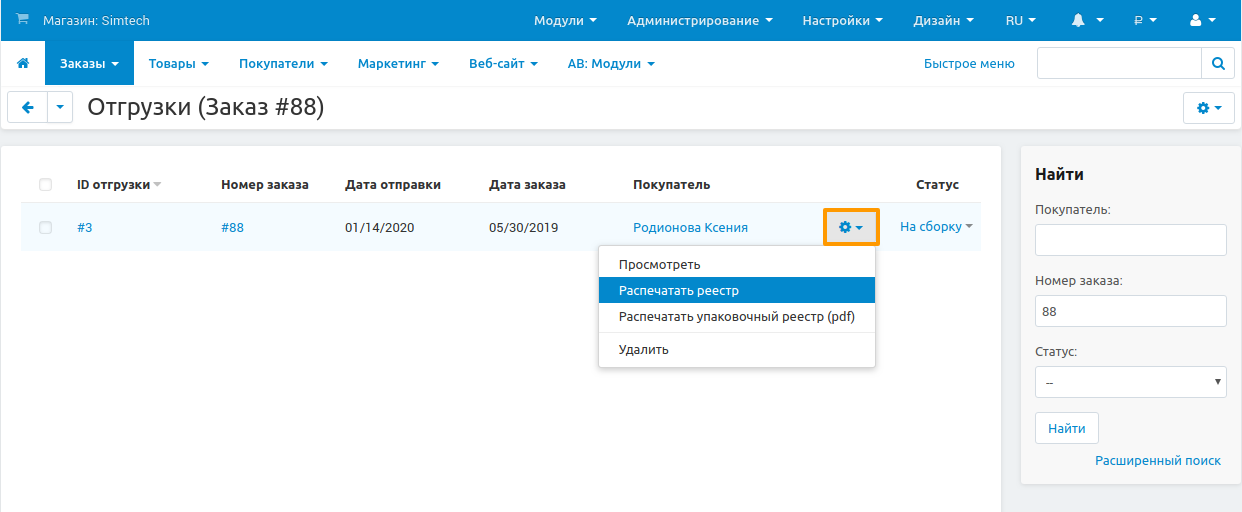 Магазин: Simtech Модули Администрирование Настройки Дизайн RU ₽
Заказы Товары Покупатели Маркетинг Веб-сайт АВ: Модули Быстрое меню
Отгрузки (Заказ #88)
ID отгрузки Номер заказа Дата отправки Дата заказа Покупатель Статус
#3 #88 01/14/2020 05/30/2019 Родионова Ксения На сборку
Просмотреть
Распечатать реестр
Распечатать упаковочный реестр (pdf)
Удалить
Найти
Покупатель:
Номер заказа:
88
Статус:
--
Найти
Расширенный поиск